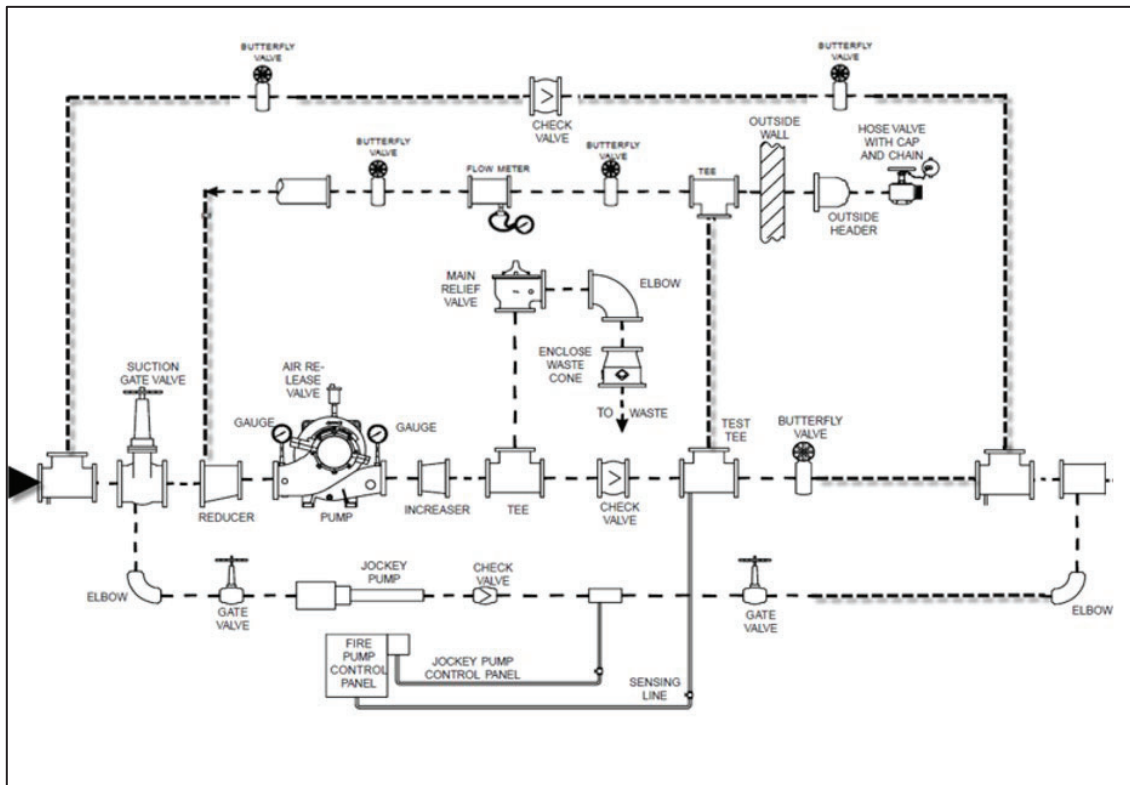 BUTTERFLY
VALVE
BUTTERFLY
VALVE
CHECK
VALVE
OUTSIDE
WALL
HOSE VALVE
WITH CAP
AND CHAIN
BUTTERFLY
VALVE
FLOW METER
BUTTERFLY
VALVE
TEE
OUTSIDE
HEADER
MAIN
RELIEF
VALVE
ELBOW
ENCLOSE
WASTE
CONE
TO WASTE
SUCTION
GATE VALVE
AIR RE-
LEASE
VALVE
GAUGE
GAUGE
TEST
TEE
BUTTERFLY
VALVE
REDUCER
PUMP
INCREASER
TEE
CHECK
VALVE
ELBOW
GATE
VALVE
JOCKEY
PUMP
CHECK
VALVE
GATE
VALVE
ELBOW
FIRE
PUMP
CONTROL
PANEL
JOCKEY PUMP
CONTROL PANEL
SENSING
LINE